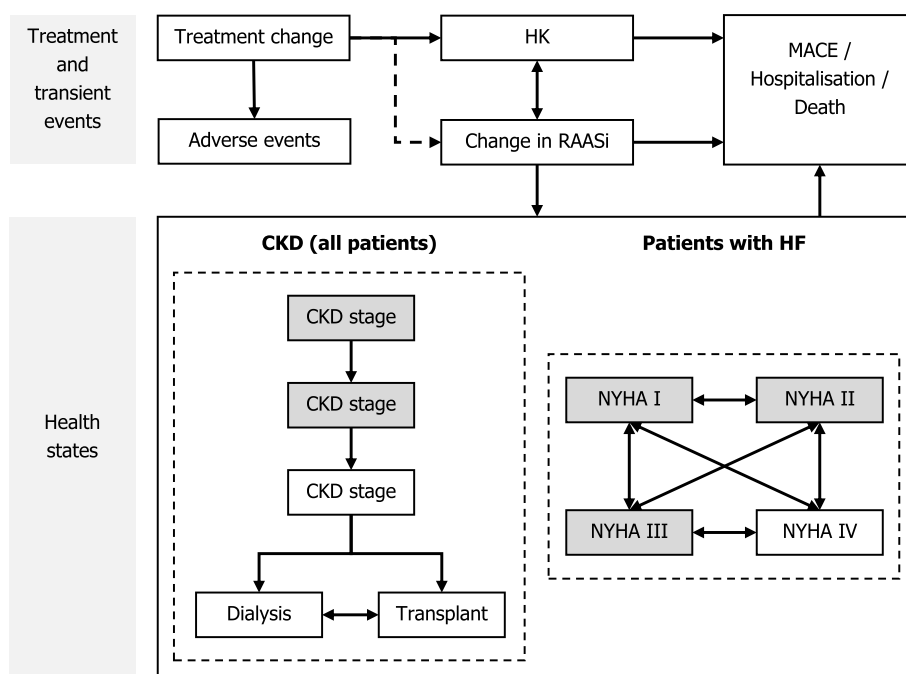 Treatment
and
transient
events
Treatment change
HK
MACE /
Hospitalisation /
Death
Adverse events
Change in RAASi
Health
states
CKD (all patients)
Patients with HF
CKD stage
CKD stage
CKD stage
Dialysis
Transplant
NYHA I
NYHA II
NYHA III
NYHA IV